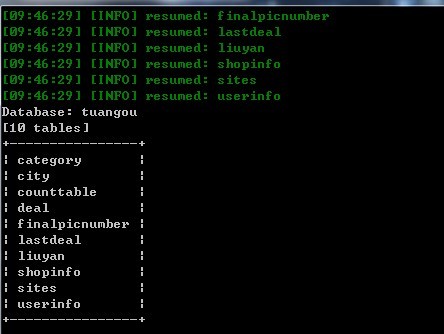 [09:46:29] [INFO] resumed: finalpicnumber
[09:46:29] [INFO] resumed: lastdeal
[09:46:29] [INFO] resumed: liuyan
[09:46:29] [INFO] resumed: shopinfo
[09:46:29] [INFO] resumed: sites
[09:46:29] [INFO] resumed: userinfo
Database: tuangou
[10 tables]
+----------------+
| category       |
| city           |
| counttable     |
| deal           |
| finalpicnumber |
| lastdeal       |
| liuyan         |
| shopinfo       |
| sites          |
| userinfo       |
+----------------+